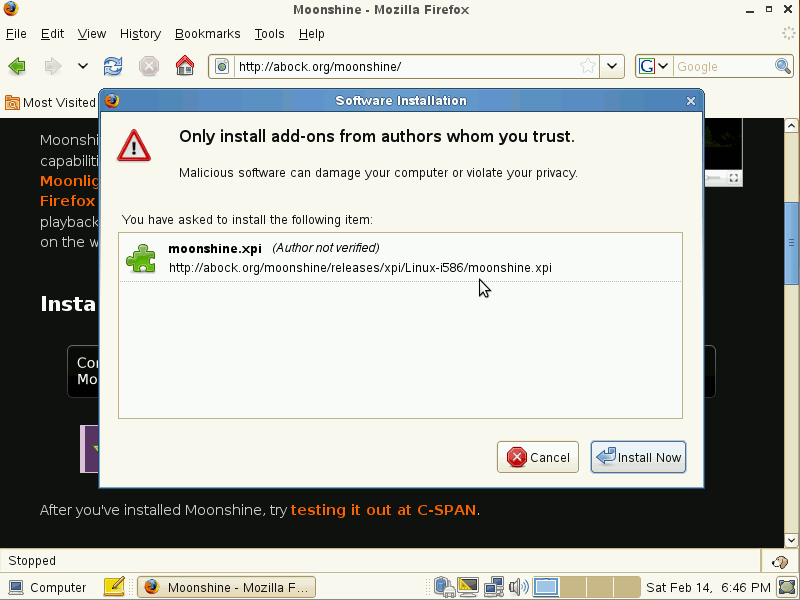 Moonshine - Mozilla Firefox
File Edit View History Bookmarks Tools Help
http://abock.org/moonshine/
G Google
Most Visited
Software Installation
Only install add-ons from authors whom you trust.
Malicious software can damage your computer or violate your privacy.
You have asked to install the following item:
moonshine.xpi (Author not verified)
http://abock.org/moonshine/releases/xpi/Linux-i586/moonshine.xpi
Cancel Install Now
Moonshi
capabiliti
Moonlig
Firefox
playback
on the w
Insta
Co
Mo
After you've installed Moonshine, try testing it out at C-SPAN.
Stopped
Computer Moonshine - Mozilla F... Sat Feb 14, 6:46 PM